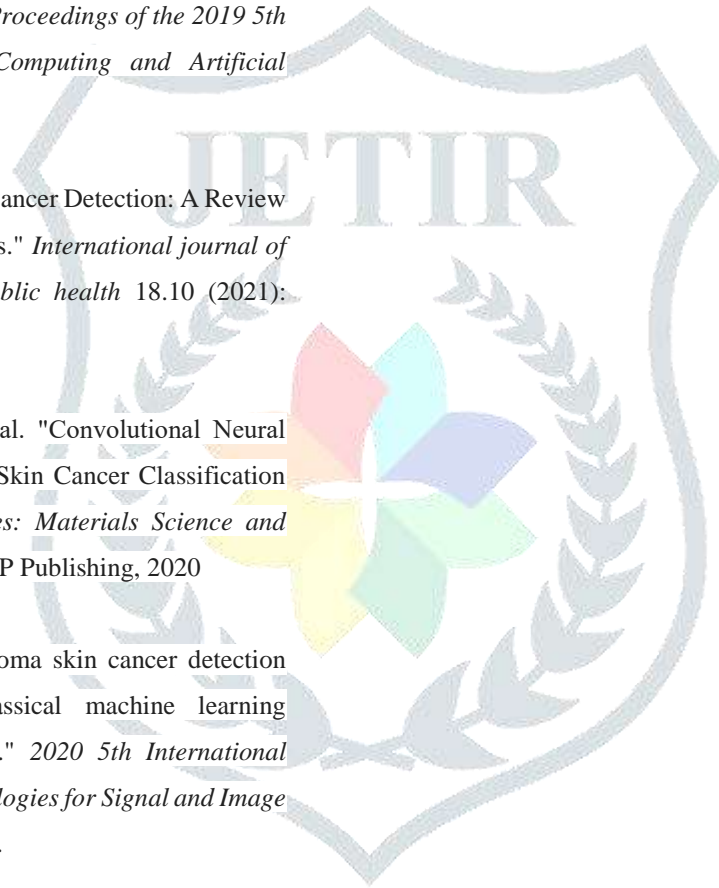 Proceedings of the 2019 5th
Computing and Artificial
JETIR
ancer Detection: A Review
s." International journal of
blic health 18.10 (2021):
al. "Convolutional Neural
Skin Cancer Classification
es: Materials Science and
P Publishing, 2020
oma skin cancer detection
assical machine learning
." 2020 5th International
logies for Signal and Image
.